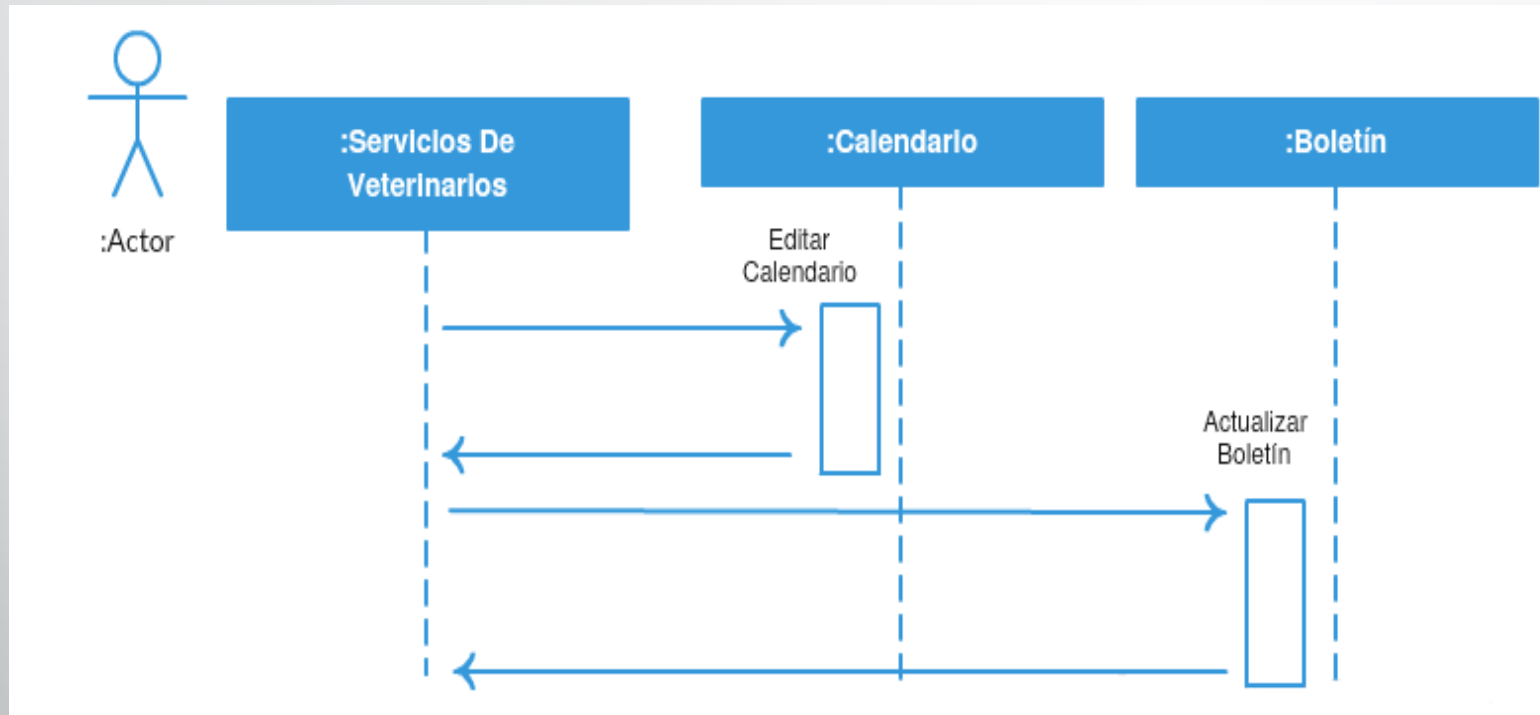 :Servicios De
Veterinarios
:Calendario
:Boletín
:Actor
Editar
Calendario
Actualizar
Boletín